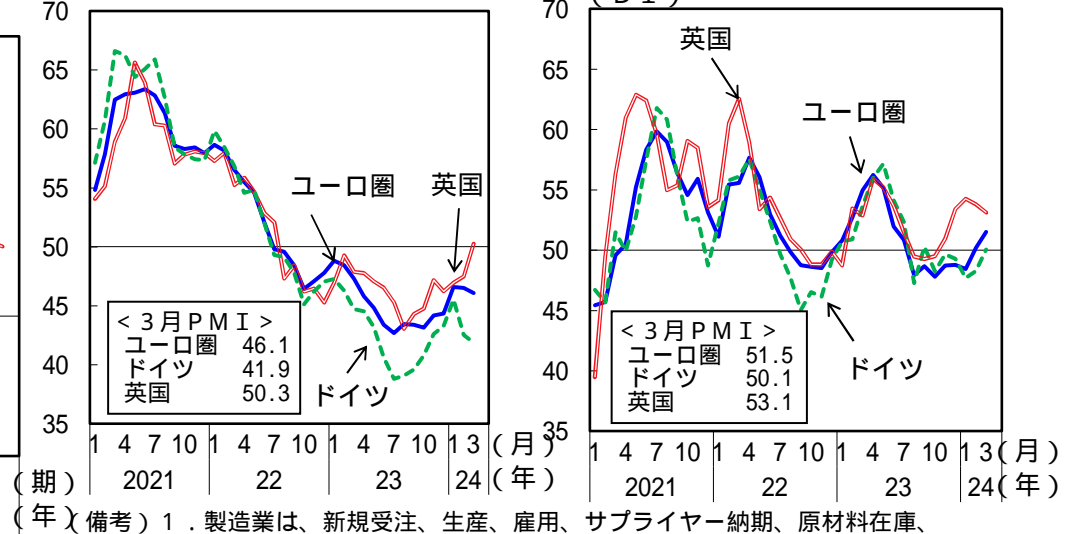 (ＤＩ)
70
65
60
55
50
45
40
35
ユーロ圏
英国
ドイツ
＜３月ＰＭＩ＞
ユーロ圏 46.1
ドイツ 41.9
英国 50.3
1 4 7 10 1 4 7 10 1 4 7 10 1 3 (月)
2021 22 23 24 (年)
70
65
60
55
50
45
40
35
英国
ユーロ圏
ドイツ
＜３月ＰＭＩ＞
ユーロ圏 51.5
ドイツ 50.1
英国 53.1
1 4 7 10 1 4 7 10 1 4 7 10 1 3 (月)
2021 22 23 24 (年)
(期)
(年)
(備考）１．製造業は、新規受注、生産、雇用、サプライヤー納期、原材料在庫、